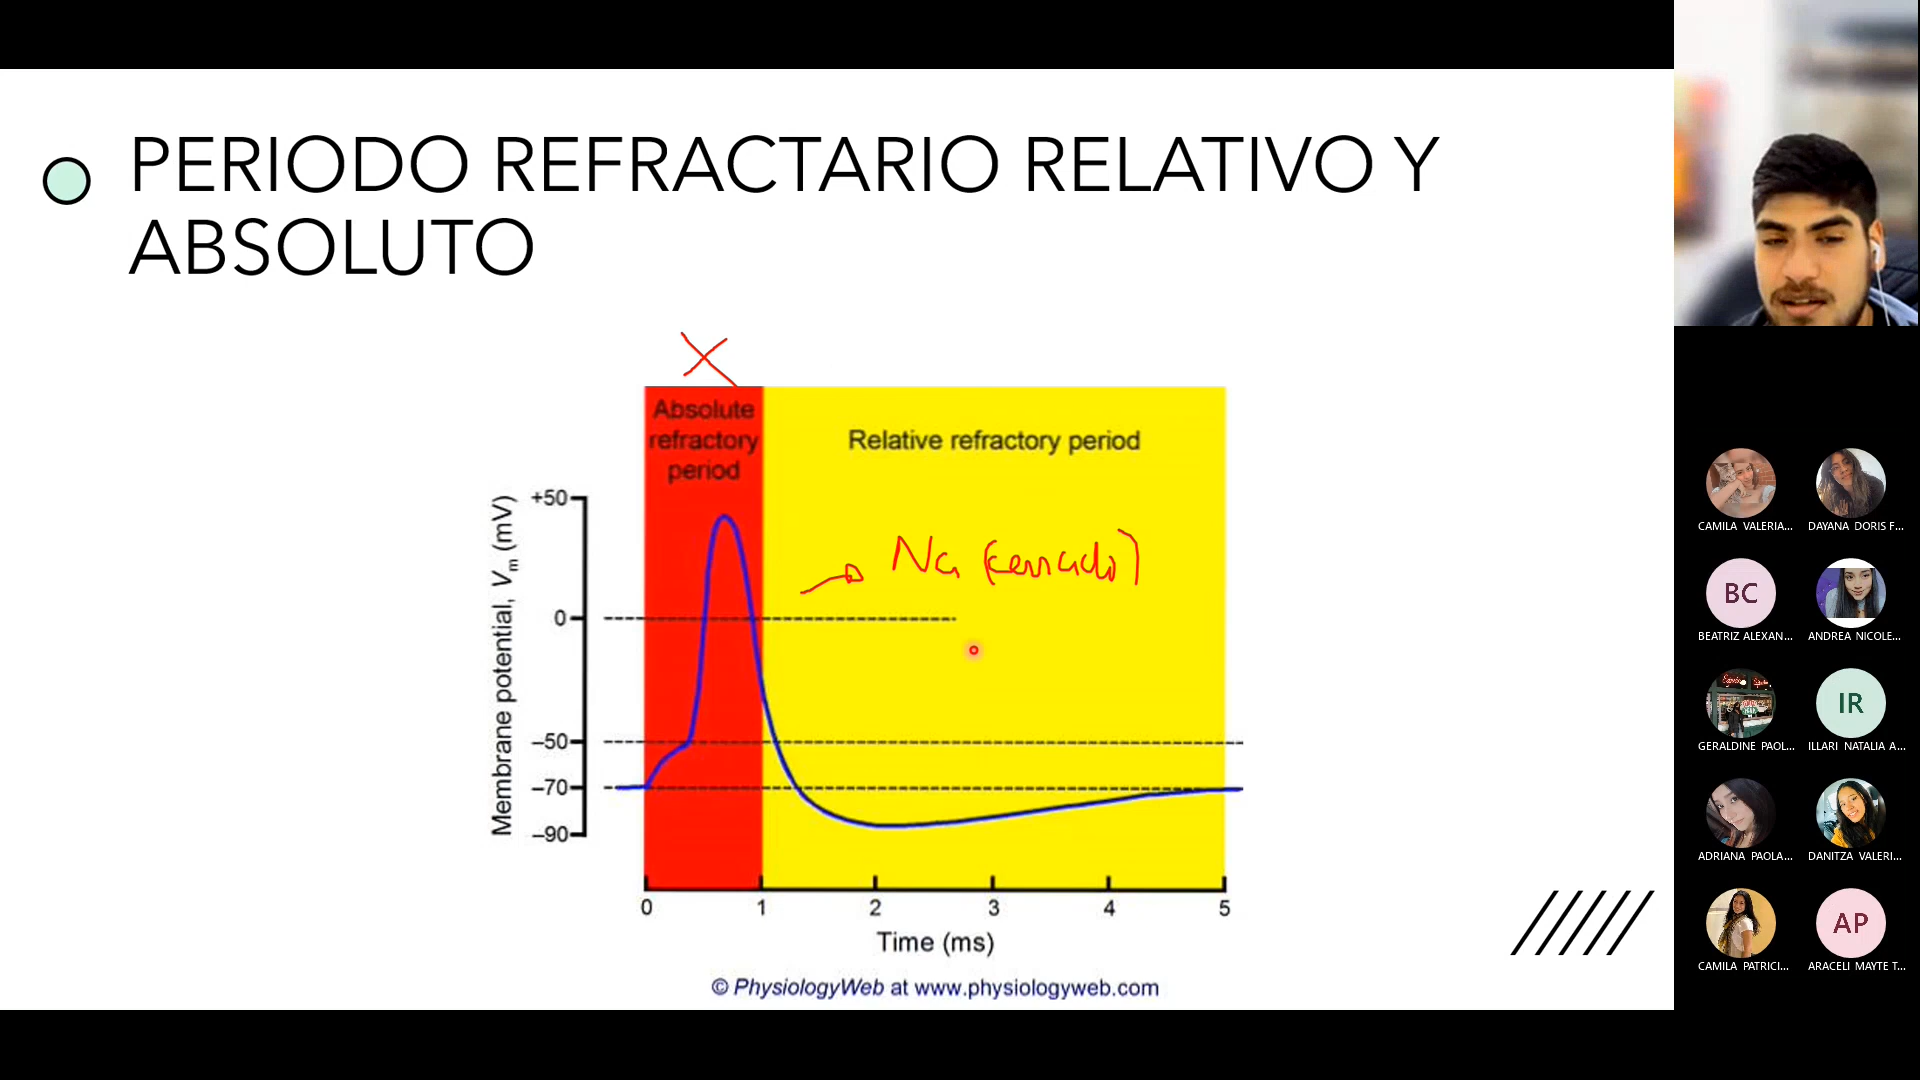 PERIODO REFRACTARIO RELATIVO Y
ABSOLUTO
Absolute
refractory
period
Relative refractory period
Na (cerrado)
Membrane potential, Vm (mV)
+50
0
–50
–70
–90
0 1 2 3 4 5
Time (ms)
© PhysiologyWeb at www.physiologyweb.com
CAMILA VALERIA...
DAYANA DORIS F...
BC
BEATRIZ ALEXAN...
ANDREA NICOLE...
GERALDINE PAOL...
IR
ILLARI NATALIA A...
ADRIANA PAOLA...
DANITZA VALERI...
CAMILA PATRICI...
AP
ARACELI MAYTE T...